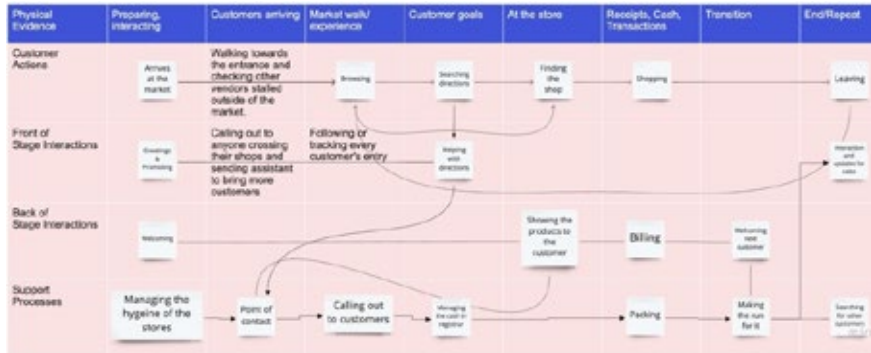 Physical
Evidence
Preparing,
interacting
Customers arriving
Market walk/
experience
Customer goals
At the store
Receipts, Cash,
Transactions
Transition
End/Repeat
Customer
Actions
Arrives
at the
market
Walking towards
the entrance and
checking other
vendors stalled
outside of the
market.
Browsing
Searching
directions
Finding
the
shop
Shopping
Leaving
Front of
Stage Interactions
Greetings
&
Promoting
Calling out to
anyone crossing
their shops and
sending assistant
to bring more
customers
Following or
tracking every
customer's entry
Helping
with
directions
Interaction
and
updates for
sales
Back of
Stage Interactions
Welcoming
Showing the
products to
the
customer
Billing
Welcoming
new
customer
Support
Processes
Managing the
hygeine of the
stores
Point of
contact
Calling out
to customers
Managing
the cash in
registrar
Packing
Making
the run
for it
Searching
for other
customers